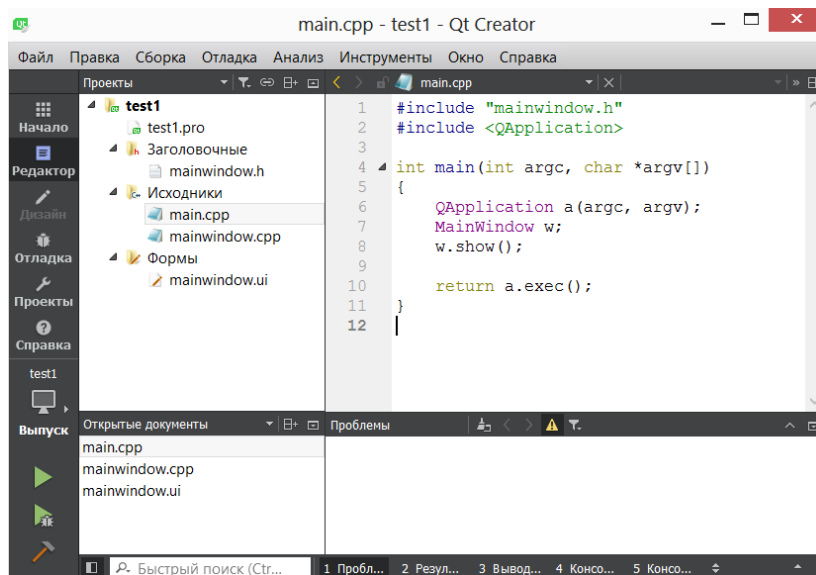 main.cpp - test1 - Qt Creator
Файл Правка Сборка Отладка Анализ Инструменты Окно Справка
Проекты
test1
test1.pro
Заголовочные
mainwindow.h
Исходники
main.cpp
mainwindow.cpp
Формы
mainwindow.ui
Начало
Редактор
Дизайн
Отладка
Проекты
Справка
test1
Выпуск
main.cpp
1 #include "mainwindow.h"
2 #include <QApplication>
3
4 int main(int argc, char *argv[])
5 {
6 QApplication a(argc, argv);
7 MainWindow w;
8 w.show();
9
10 return a.exec();
11 }
12
Открытые документы
main.cpp
mainwindow.cpp
mainwindow.ui
Проблемы
Быстрый поиск (Ctr...
1 Пробл... 2 Резул... 3 Вывод... 4 Консо... 5 Консо...